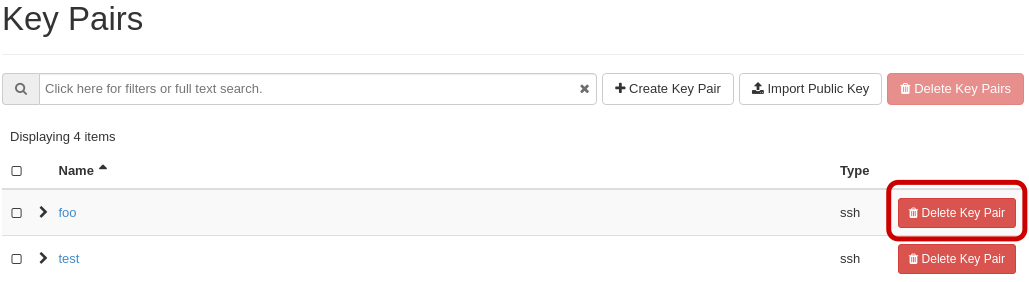 Key Pairs
Click here for filters or full text search.
Create Key Pair
Import Public Key
Delete Key Pairs
Displaying 4 items
Name Type
foo ssh Delete Key Pair
test ssh Delete Key Pair